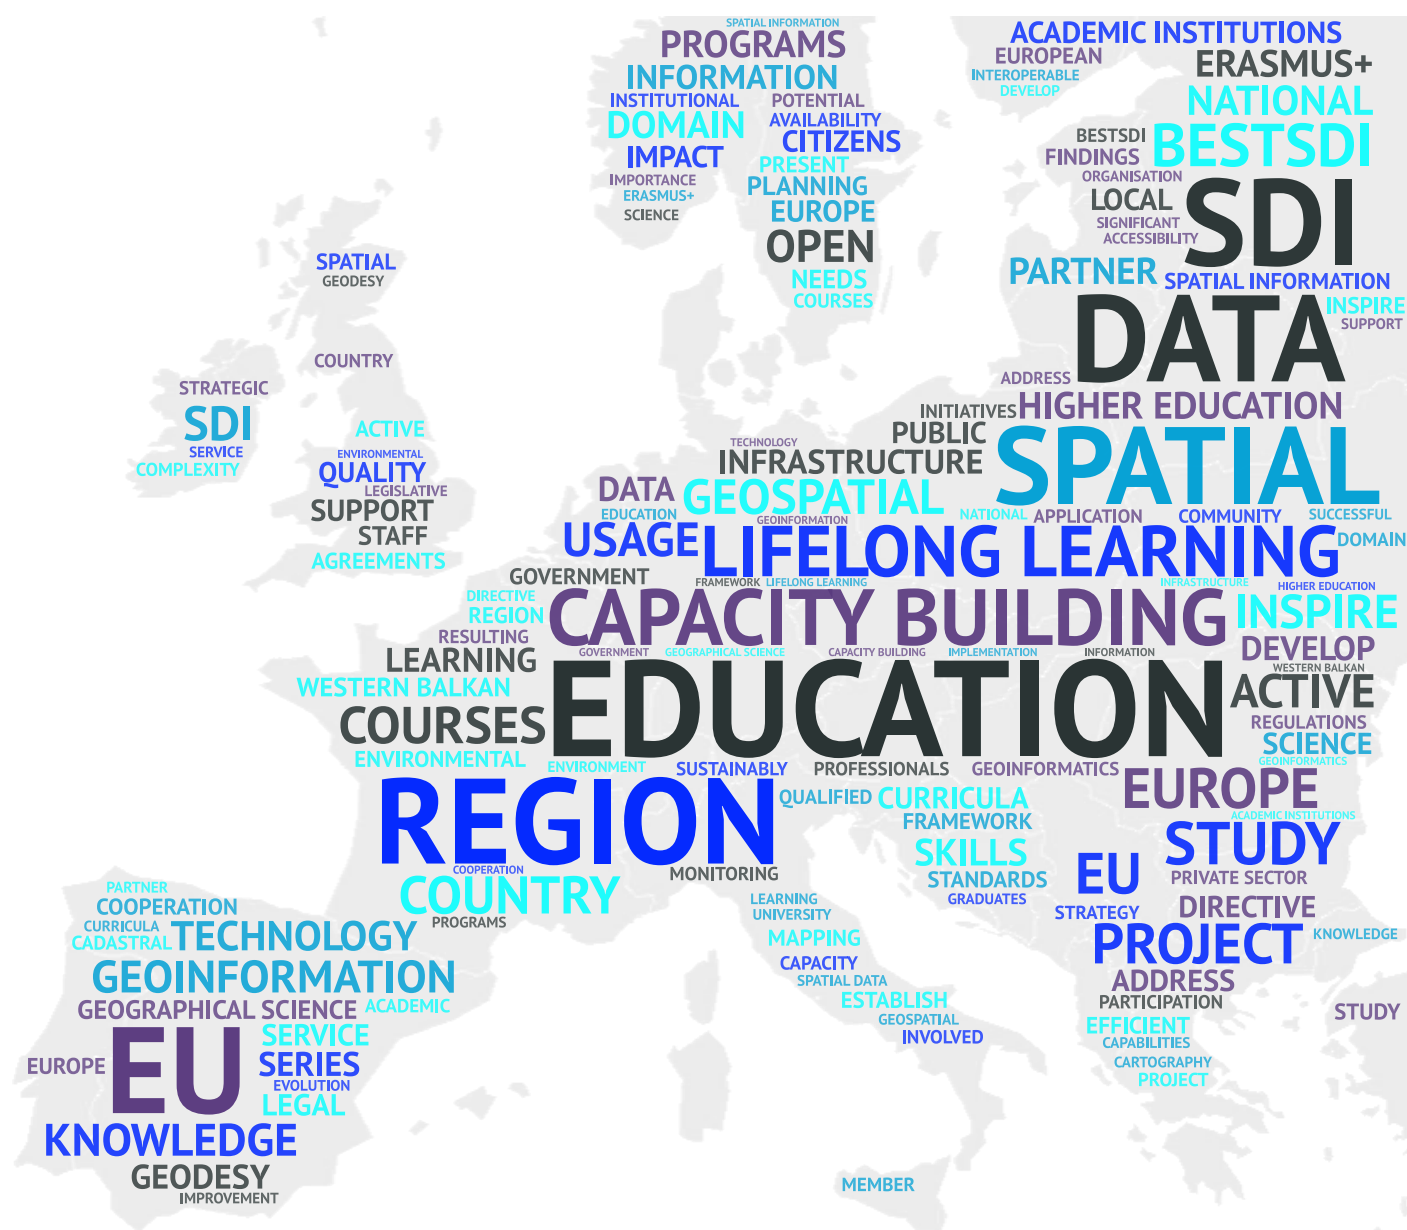 SPATIAL INFORMATION
PROGRAMS
INFORMATION
INSTITUTIONAL
POTENTIAL
DOMAIN
AVAILABILITY
CITIZENS
IMPACT
PRESENT
IMPORTANCE
PLANNING
ERASMUS+
EUROPE
SCIENCE
OPEN
NEEDS
COURSES
ACADEMIC INSTITUTIONS
EUROPEAN
ERASMUS+
INTEROPERABLE
DEVELOP
NATIONAL
BESTSDI
BESTSDI
FINDINGS
ORGANISATION
LOCAL
SDI
SIGNIFICANT
ACCESSIBILITY
PARTNER
SPATIAL INFORMATION
DATA
INSPIRE
SUPPORT
ADDRESS
INITIATIVES
HIGHER EDUCATION
PUBLIC
SPATIAL
TECHNOLOGY
INFRASTRUCTURE
SPATIAL
GEODESY
COUNTRY
STRATEGIC
SDI
SERVICE
COMPLEXITY
ACTIVE
ENVIRONMENTAL
QUALITY
LEGISLATIVE
SUPPORT
STAFF
AGREEMENTS
DATA
GEOSPATIAL
EDUCATION
GEOINFORMATION
NATIONAL
APPLICATION
COMMUNITY
SUCCESSFUL
USAGE
LIFELONG LEARNING
DOMAIN
GOVERNMENT
FRAMEWORK
LIFELONG LEARNING
INFRASTRUCTURE
HIGHER EDUCATION
DIRECTIVE
REGION
CAPACITY BUILDING
INSPIRE
RESULTING
DEVELOP
LEARNING
GOVERNMENT
GEOGRAPHICAL SCIENCE
CAPACITY BUILDING
IMPLEMENTATION
INFORMATION
WESTERN BALKAN
WESTERN BALKAN
EDUCATION
ACTIVE
COURSES
REGULATIONS
SCIENCE
ENVIRONMENTAL
ENVIRONMENT
SUSTAINABLY
PROFESSIONALS
GEOINFORMATICS
GEOINFORMATICS
REGION
QUALIFIED
CURRICULA
EUROPE
FRAMEWORK
ACADEMIC INSTITUTIONS
SKILLS
STUDY
COOPERATION
MONITORING
STANDARDS
EU
PRIVATE SECTOR
COUNTRY
GRADUATES
STRATEGY
DIRECTIVE
PROGRAMS
LEARNING
UNIVERSITY
PROJECT
KNOWLEDGE
MAPPING
CAPACITY
SPATIAL DATA
ADDRESS
ESTABLISH
PARTICIPATION
GEOSPATIAL
EFFICIENT
STUDY
INVOLVED
CAPABILITIES
CARTOGRAPHY
PROJECT
PARTNER
COOPERATION
CURRICULA
CADASTRAL
TECHNOLOGY
GEOINFORMATION
GEOGRAPHICAL SCIENCE
ACADEMIC
EU
SERVICE
EUROPE
SERIES
EVOLUTION
LEGAL
KNOWLEDGE
GEODESY
IMPROVEMENT
MEMBER